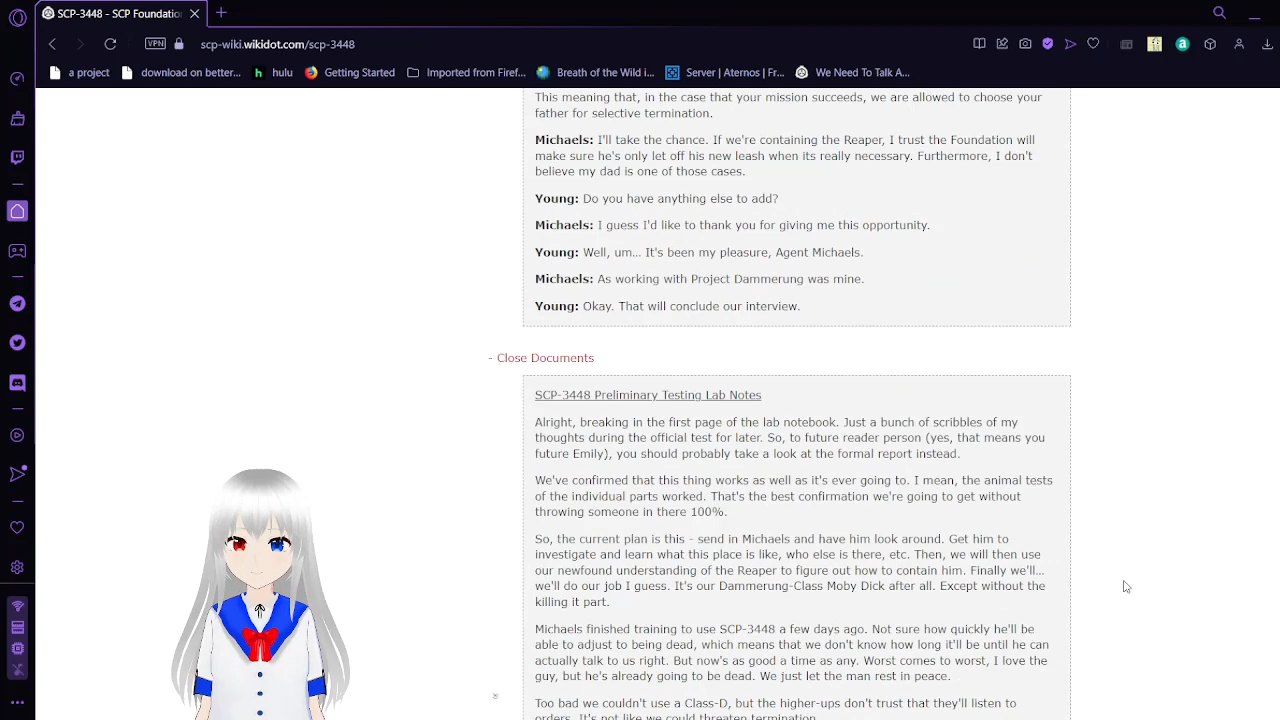 SCP-3448 - SCP Foundation
VPN
scp-wiki.wikidot.com/scp-3448
a project
download on better...
hulu
Getting Started
Imported from Firef...
Breath of the Wild i...
Server | Aternos | Fr...
We Need To Talk A...
This meaning that, in the case that your mission succeeds, we are allowed to choose your
father for selective termination.
Michaels: I'll take the chance. If we're containing the Reaper, I trust the Foundation will
make sure he's only let off his new leash when its really necessary. Furthermore, I don't
believe my dad is one of those cases.
Young: Do you have anything else to add?
Michaels: I guess I'd like to thank you for giving me this opportunity.
Young: Well, um... It's been my pleasure, Agent Michaels.
Michaels: As working with Project Dammerung was mine.
Young: Okay. That will conclude our interview.
- Close Documents
SCP-3448 Preliminary Testing Lab Notes
Alright, breaking in the first page of the lab notebook. Just a bunch of scribbles of my
thoughts during the official test for later. So, to future reader person (yes, that means you
future Emily), you should probably take a look at the formal report instead.
We've confirmed that this thing works as well as it's ever going to. I mean, the animal tests
of the individual parts worked. That's the best confirmation we're going to get without
throwing someone in there 100%.
So, the current plan is this - send in Michaels and have him look around. Get him to
investigate and learn what this place is like, who else is there, etc. Then, we will then use
our newfound understanding of the Reaper to figure out how to contain him. Finally we'll...
we'll do our job I guess. It's our Dammerung-Class Moby Dick after all. Except without the
killing it part.
Michaels finished training to use SCP-3448 a few days ago. Not sure how quickly he'll be
able to adjust to being dead, which means that we don't know how long it'll be until he can
actually talk to us right. But now's as good a time as any. Worst comes to worst, I love the
guy, but he's already going to be dead. We just let the man rest in peace.
Too bad we couldn't use a Class-D, but the higher-ups don't trust that they'll listen to
orders. It's not like we could threaten termination